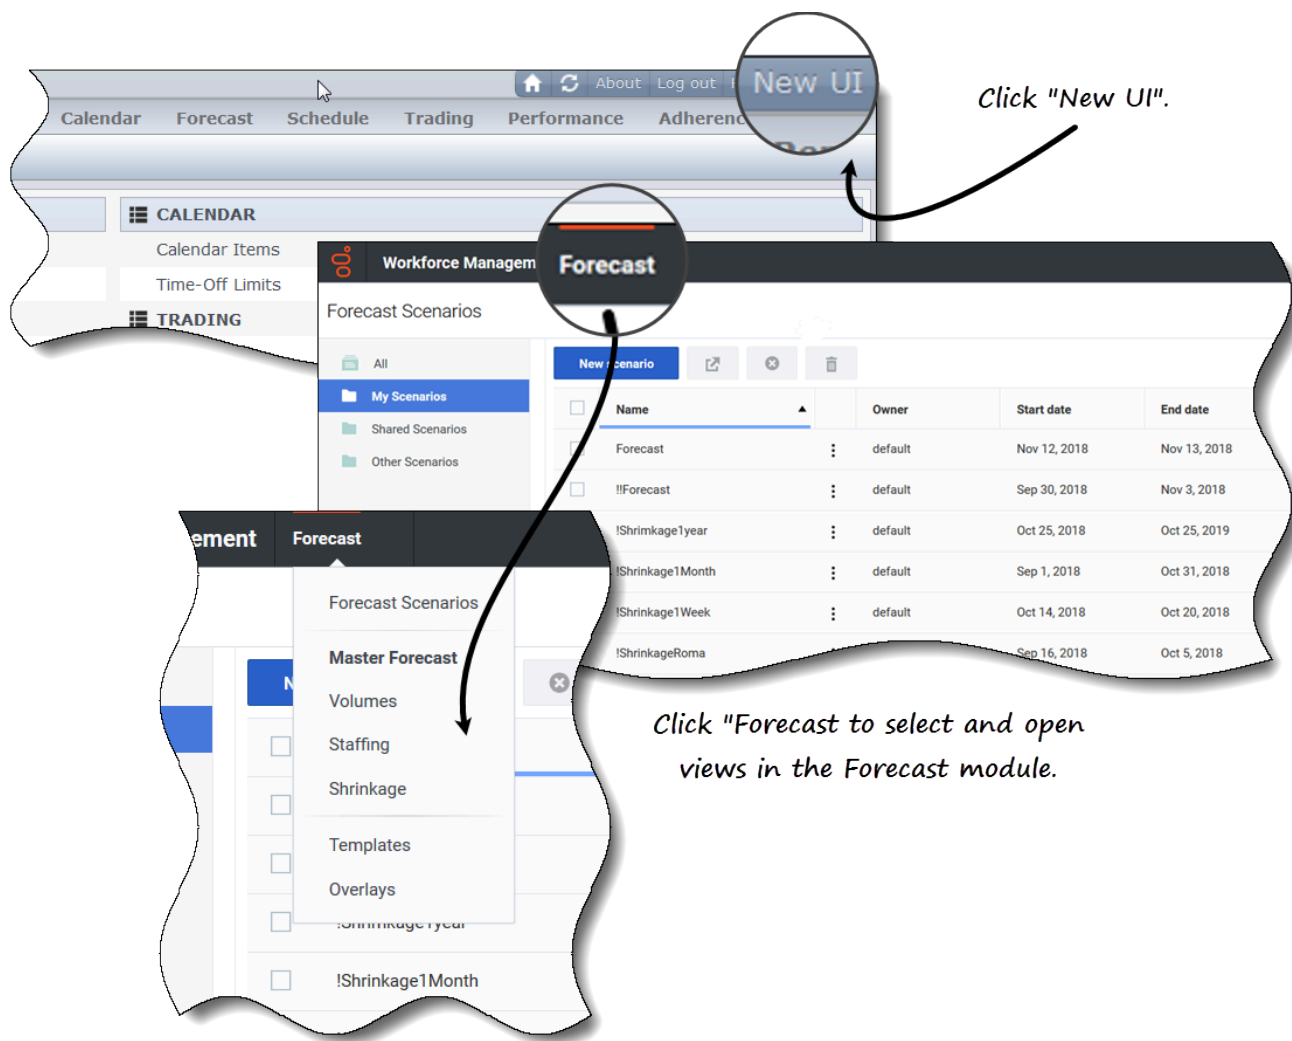 About Log out New UI
Click "New UI".
Calendar Forecast Schedule Trading Performance Adherenc
CALENDAR
Calendar Items
Time-Off Limits
TRADING
Workforce Managem Forecast
Forecast Scenarios
All
My Scenarios
Shared Scenarios
Other Scenarios
New scenario
Name Owner Start date End date
Forecast default Nov 12, 2018 Nov 13, 2018
!!Forecast default Sep 30, 2018 Nov 3, 2018
!Shrimkage1year default Oct 25, 2018 Oct 25, 2019
!Shrinkage1Month default Sep 1, 2018 Oct 31, 2018
!Shrinkage1Week default Oct 14, 2018 Oct 20, 2018
!ShrinkageRoma Sep 16, 2018 Oct 5, 2018
ement Forecast
Forecast Scenarios
Master Forecast
Volumes
Staffing
Shrinkage
Templates
Overlays
!Shrimkage1year
!Shrinkage1Month
Click "Forecast to select and open
views in the Forecast module.